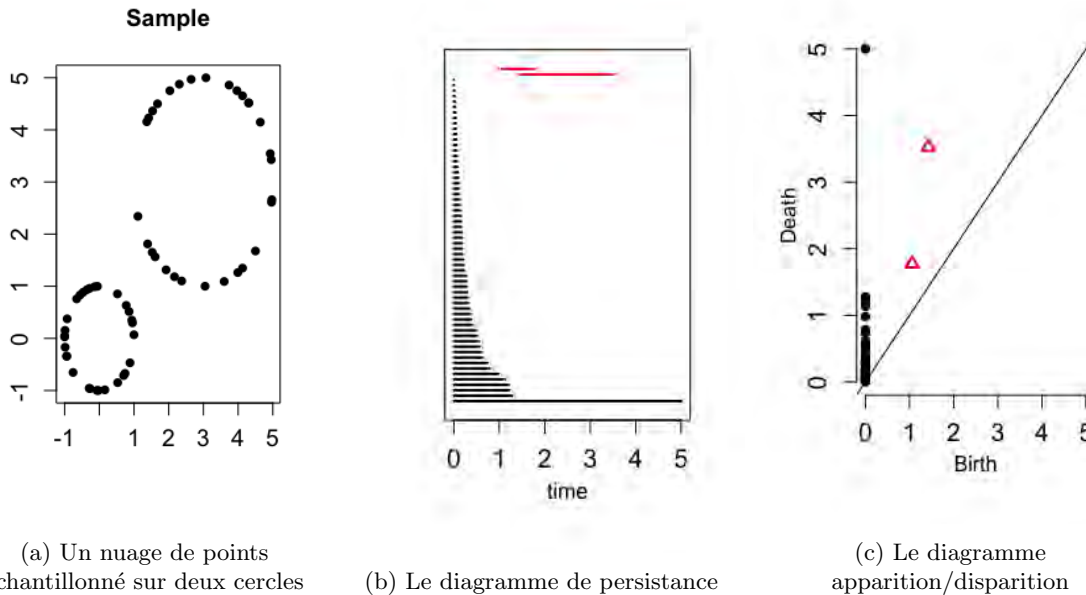 Sample
5
4
3
2
1
0
-1
-1 0 1 2 3 4 5
0 1 2 3 4 5
time
5
4
3
2
1
0
Death
0 1 2 3 4 5
Birth
(a) Un nuage de points
chantillonné sur deux cercles
(b) Le diagramme de persistance
(c) Le diagramme
apparition/disparition